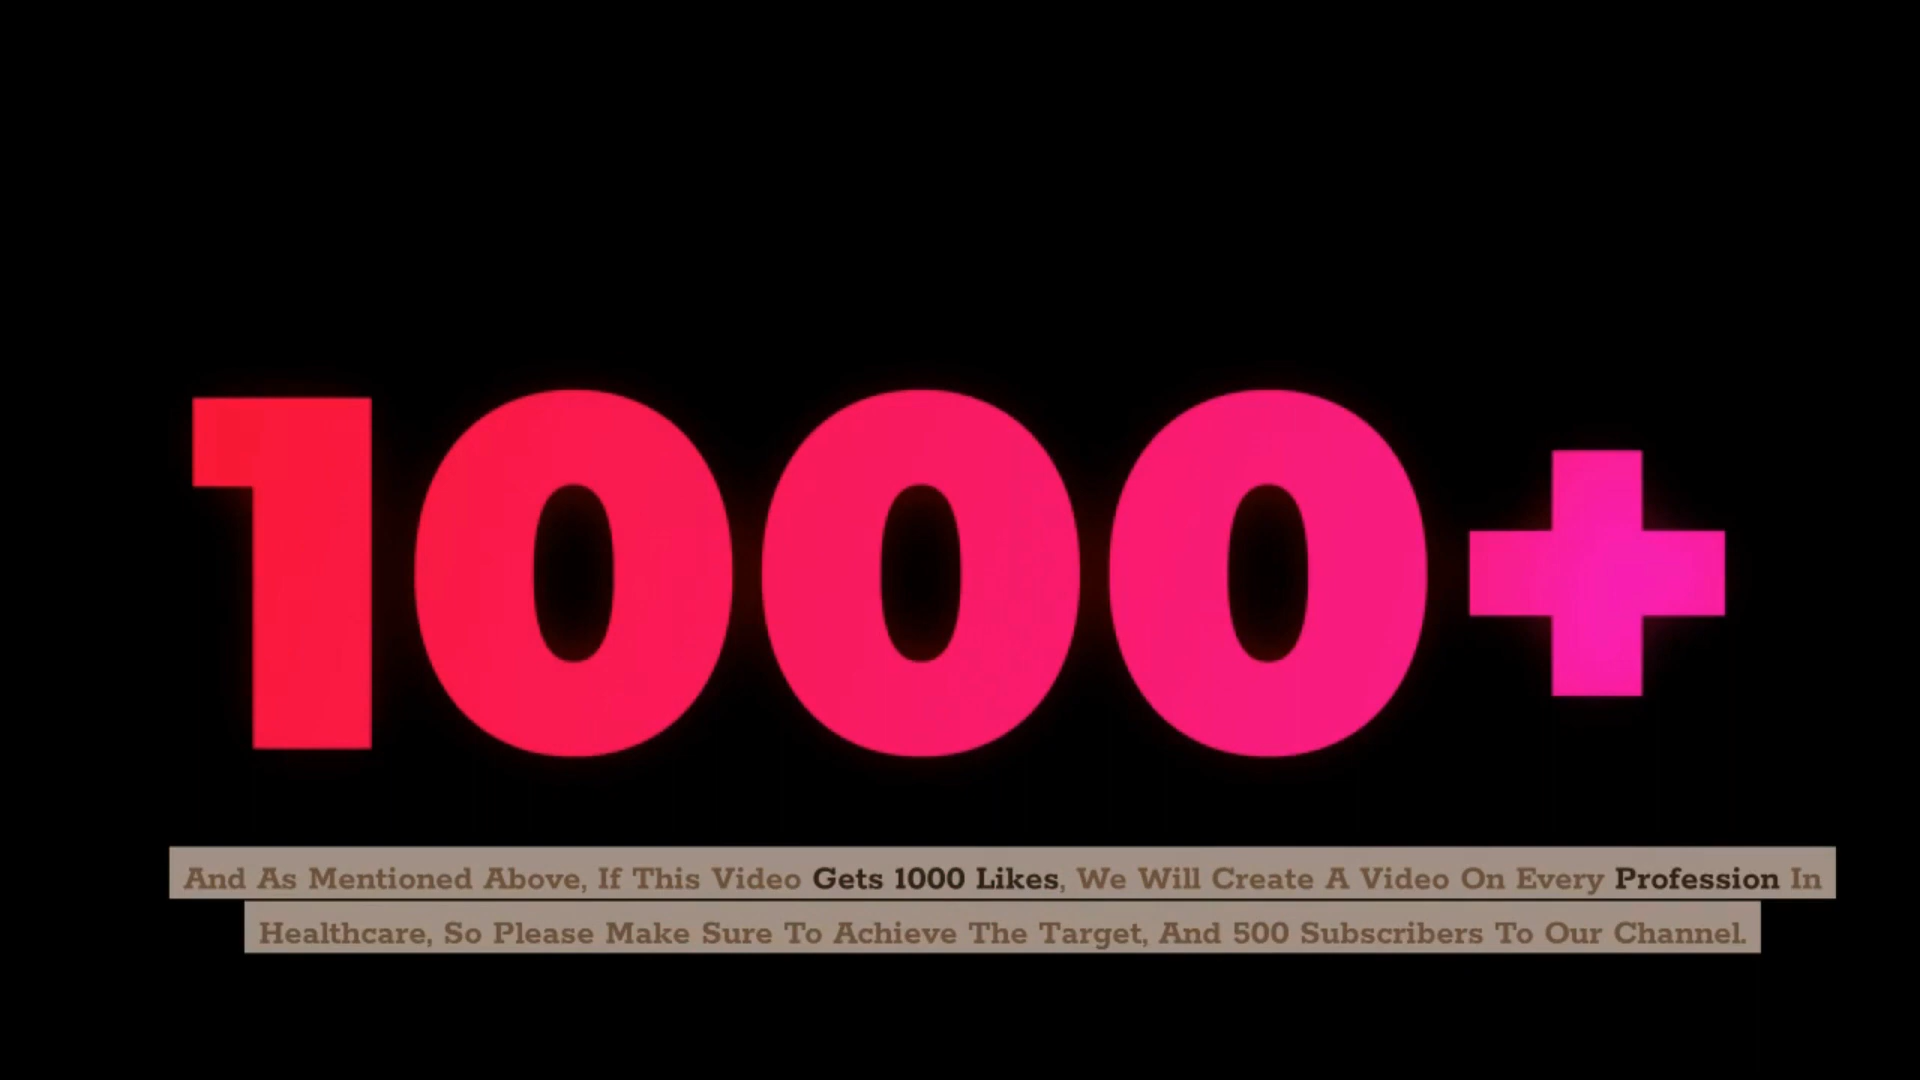 1000+
And As Mentioned Above, If This Video Gets 1000 Likes, We Will Create A Video On Every Profession In
Healthcare, So Please Make Sure To Achieve The Target, And 500 Subscribers To Our Channel.